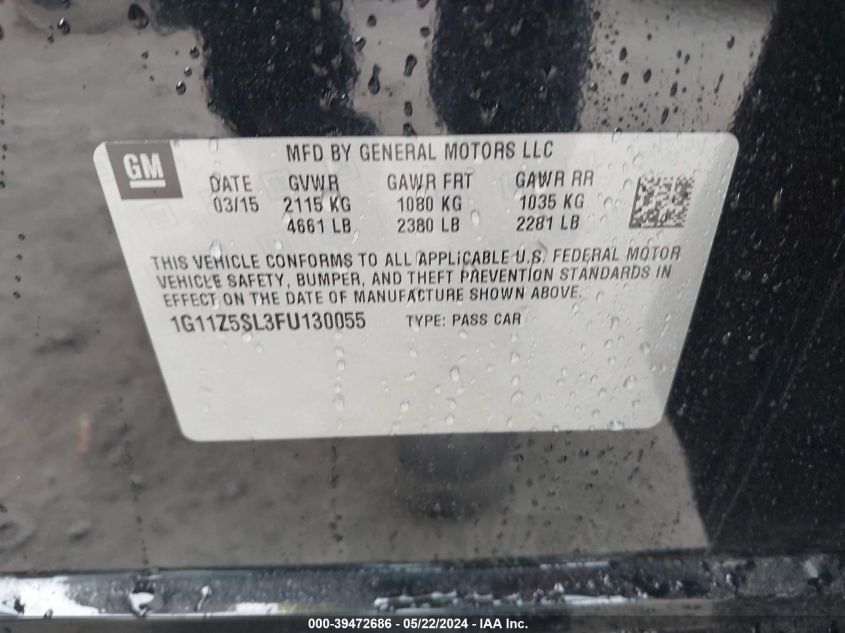 GM
MFD BY GENERAL MOTORS LLC
DATE GVWR GAWR FRT GAWR RR
03/15 2115 KG 1080 KG 1035 KG
4661 LB 2380 LB 2281 LB
THIS VEHICLE CONFORMS TO ALL APPLICABLE U.S. FEDERAL MOTOR
VEHICLE SAFETY, BUMPER, AND THEFT PREVENTION STANDARDS IN
EFFECT ON THE DATE OF MANUFACTURE SHOWN ABOVE.
1G11Z5SL3FU130055 TYPE: PASS CAR
000-39472686 - 05/22/2024 - IAA Inc.